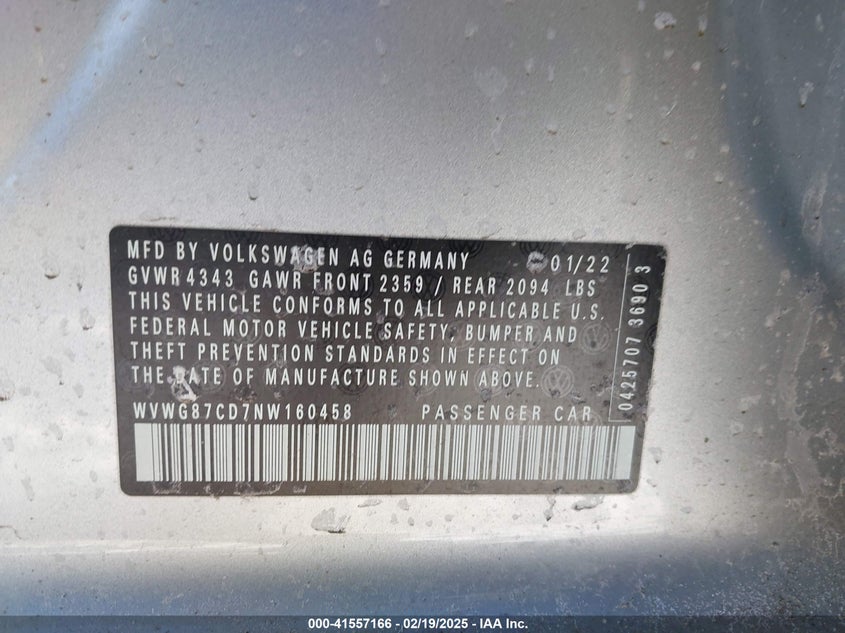 MFD BY VOLKSWAGEN AG GERMANY 01/22
GVWR 4343 GAWR FRONT 2359 / REAR 2094 LBS
THIS VEHICLE CONFORMS TO ALL APPLICABLE U.S.
FEDERAL MOTOR VEHICLE SAFETY, BUMPER AND
THEFT PREVENTION STANDARDS IN EFFECT ON
THE DATE OF MANUFACTURE SHOWN ABOVE.
WVWG87CD7NW160458 PASSENGER CAR
0425707 3690 3
000-41557166 - 02/19/2025 - IAA Inc.